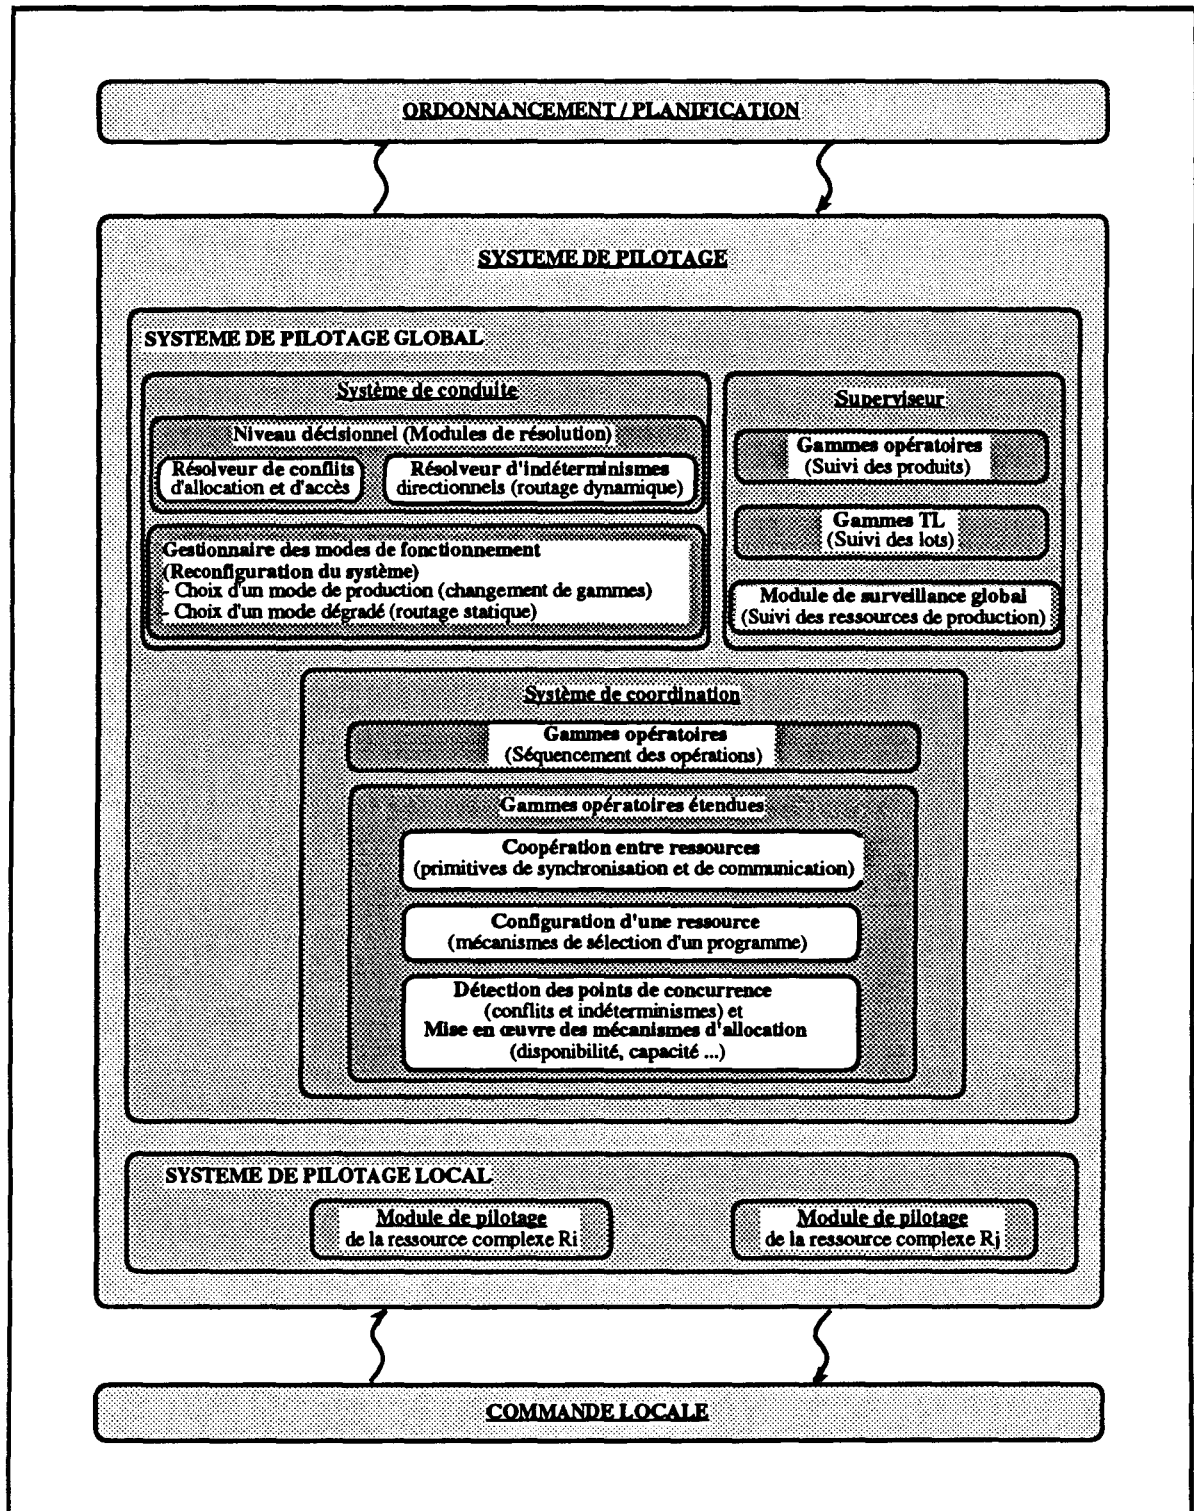 ORDONNANCEMENT / PLANIFICATION
SYSTEME DE PILOTAGE
SYSTEME DE PILOTAGE GLOBAL
Système de conduite
Niveau décisionnel (Modules de résolution)
Résolveur de conflits
d'allocation et d'accès
Résolveur d'indéterminismes
directionnels (routage dynamique)
Gestionnaire des modes de fonctionnement
(Reconfiguration du système)
- Choix d'un mode de production (changement de gammes)
- Choix d'un mode dégradé (routage statique)
Superviseur
Gammes opératoires
(Suivi des produits)
Gammes TL
(Suivi des lots)
Module de surveillance global
(Suivi des ressources de production)
Système de coordination
Gammes opératoires
(Séquencement des opérations)
Gammes opératoires étendues
Coopération entre ressources
(primitives de synchronisation et de communication)
Configuration d'une ressource
(mécanismes de sélection d'un programme)
Détection des points de concurrence
(conflits et indéterminismes) et
Mise en œuvre des mécanismes d'allocation
(disponibilité, capacité ...)
SYSTEME DE PILOTAGE LOCAL
Module de pilotage
de la ressource complexe Ri
Module de pilotage
de la ressource complexe Rj
COMMANDE LOCALE